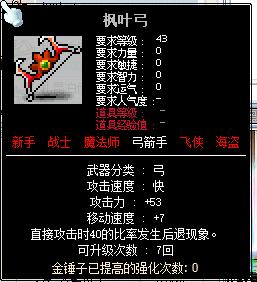 枫叶弓
要求等级: 43
要求力量: 0
要求敏捷: 0
要求智力: 0
要求运气: 0
要求人气度: -
道具等级: -
道具经验值: -
新手 战士 魔法师 弓箭手 飞侠 海盗
武器分类: 弓
攻击速度: 快
攻击力: +53
移动速度: +7
直接攻击时40的比率发生后退现象。
可升级次数: 7回
金锤子已提高的强化次数: 0